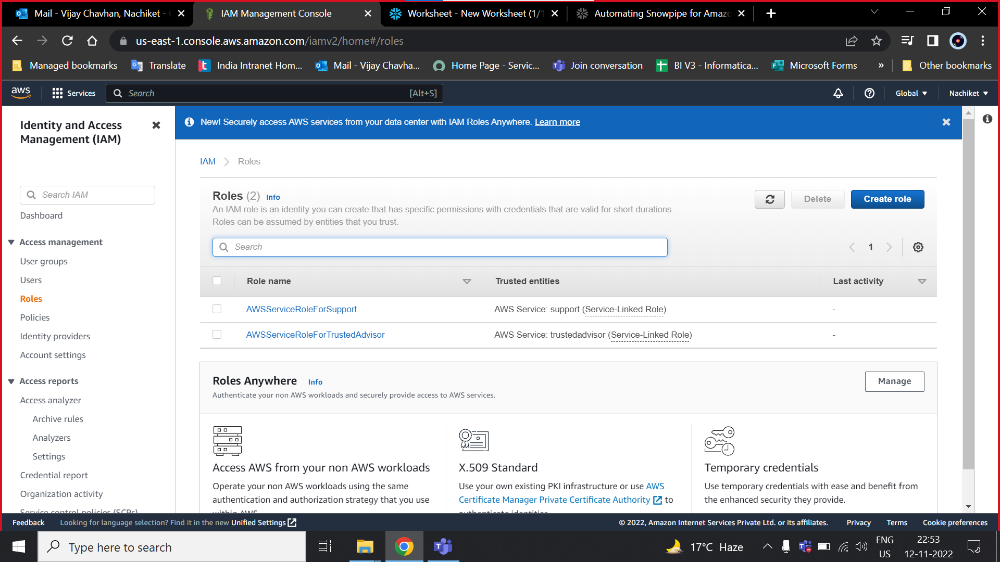 Mail - Vijay Chavhan, Nachiket -
IAM Management Console
Worksheet - New Worksheet (1/1
Automating Snowpipe for Amazo
us-east-1.console.aws.amazon.com/iamv2/home#/roles
Managed bookmarks
Translate
India Intranet Hom...
Mail - Vijay Chavha...
Home Page - Servic...
Join conversation
BI V3 - Informatica...
Microsoft Forms
»
Other bookmarks
aws
Services
Search
[Alt+S]
Global
Nachiket
Identity and Access
Management (IAM)
New! Securely access AWS services from your data center with IAM Roles Anywhere. Learn more
Search IAM
Dashboard
Access management
User groups
Users
Roles
Policies
Identity providers
Account settings
Access reports
Access analyzer
Archive rules
Analyzers
Settings
Credential report
Organization activity
Service control policies (SCPs)
IAM > Roles
Roles (2) Info
An IAM role is an identity you can create that has specific permissions with credentials that are valid for short durations.
Roles can be assumed by entities that you trust.
Delete
Create role
Search
1
Role name
Trusted entities
Last activity
AWSServiceRoleForSupport
AWS Service: support (Service-Linked Role)
-
AWSServiceRoleForTrustedAdvisor
AWS Service: trustedadvisor (Service-Linked Role)
-
Roles Anywhere Info
Authenticate your non AWS workloads and securely provide access to AWS services.
Manage
Access AWS from your non AWS workloads
Operate your non AWS workloads using the same
authentication and authorization strategy that you use
within AWS.
X.509 Standard
Use your own existing PKI infrastructure or use AWS
Certificate Manager Private Certificate Authority to
authenticate identities.
Temporary credentials
Use temporary credentials with ease and benefit from
the enhanced security they provide.
Feedback
Looking for language selection? Find it in the new Unified Settings
© 2022, Amazon Internet Services Private Ltd. or its affiliates.
Privacy
Terms
Cookie preferences
Type here to search
17°C Haze
ENG
US
22:53
12-11-2022